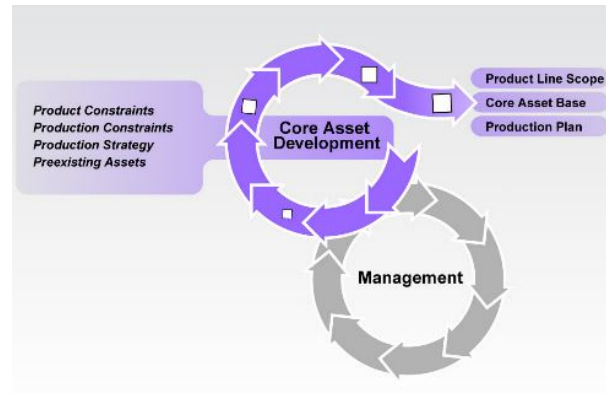 Product Constraints
Production Constraints
Production Strategy
Preexisting Assets
Core Asset
Development
Product Line Scope
Core Asset Base
Production Plan
Management